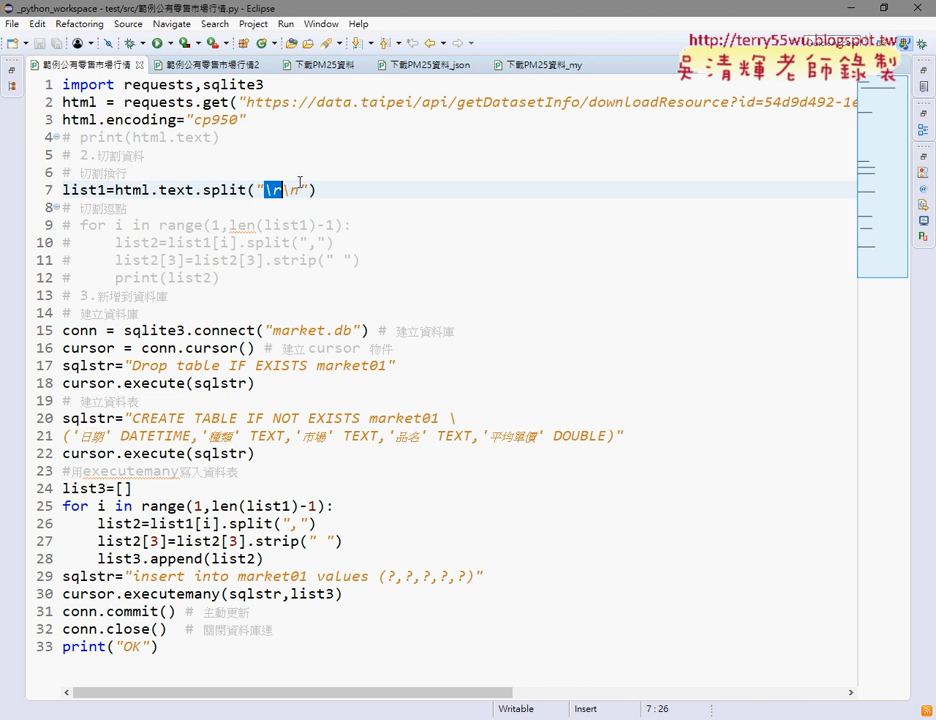 _python_workspace - test/src/範例公有零售市場行情.py - Eclipse
File Edit Refactoring Source Navigate Search Project Run Window Help
http://terry55wu.blogspot.tw
吳清輝老師錄製
範例公有零售市場行情 範例公有零售市場行情2 下載PM25資料 下載PM25資料_json 下載PM25資料_my
1 import requests,sqlite3
2 html = requests.get("https://data.taipei/api/getDatasetInfo/downloadResource?id=54d9d492-1e
3 html.encoding="cp950"
4 # print(html.text)
5 # 2.切割資料
6 # 切割換行
7 list1=html.text.split("\r\n")
8 # 切割逗點
9 # for i in range(1,len(list1)-1):
10 #     list2=list1[i].split(",")
11 #     list2[3]=list2[3].strip(" ")
12 #     print(list2)
13 # 3.新增到資料庫
14 # 建立資料庫
15 conn = sqlite3.connect("market.db") # 建立資料庫
16 cursor = conn.cursor() # 建立 cursor 物件
17 sqlstr="Drop table IF EXISTS market01"
18 cursor.execute(sqlstr)
19 # 建立資料表
20 sqlstr="CREATE TABLE IF NOT EXISTS market01 \
21 ('日期' DATETIME,'種類' TEXT,'市場' TEXT,'品名' TEXT,'平均單價' DOUBLE)"
22 cursor.execute(sqlstr)
23 #用executemany寫入資料表
24 list3=[]
25 for i in range(1,len(list1)-1):
26     list2=list1[i].split(",")
27     list2[3]=list2[3].strip(" ")
28     list3.append(list2)
29 sqlstr="insert into market01 values (?,?,?,?,?)"
30 cursor.executemany(sqlstr,list3)
31 conn.commit() # 主動更新
32 conn.close()  # 關閉資料庫連
33 print("OK")
Writable Insert 7 : 26